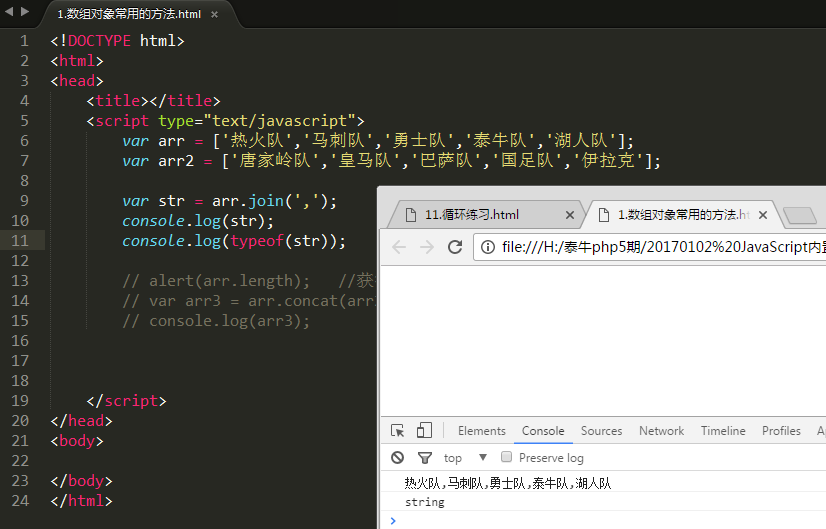 1.数组对象常用的方法.html ×
1 <!DOCTYPE html>
2 <html>
3 <head>
4 <title></title>
5 <script type="text/javascript">
6 var arr = ['热火队','马刺队','勇士队','泰牛队','湖人队'];
7 var arr2 = ['唐家岭队','皇马队','巴萨队','国足队','伊拉克'];
8
9 var str = arr.join(',');
10 console.log(str);
11 console.log(typeof(str));
12
13 // alert(arr.length); //获
14 // var arr3 = arr.concat(arr
15 // console.log(arr3);
16
17
18
19 </script>
20 </head>
21 <body>
22
23 </body>
24 </html>
11.循环练习.html × 1.数组对象常用的方法.ht ×
file:///H:/泰牛php5期/20170102%20JavaScript内置
Elements Console Sources Network Timeline Profiles
top ▼ Preserve log
热火队,马刺队,勇士队,泰牛队,湖人队
string
>